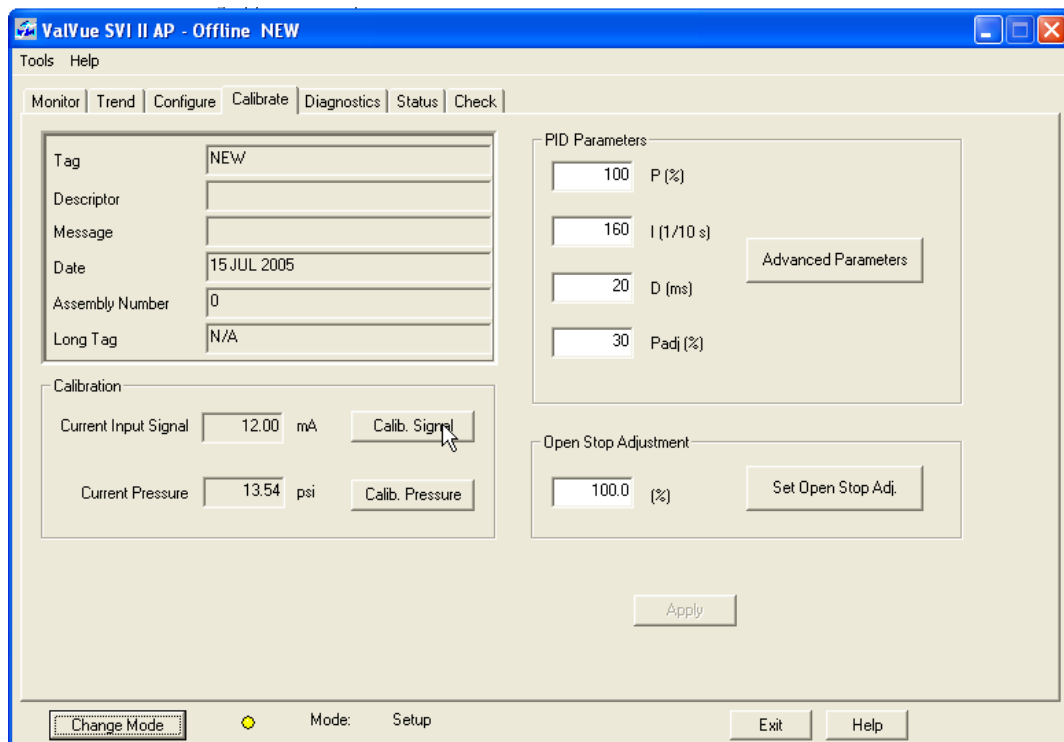 ValVue SVI II AP - Offline NEW
Tools Help
Monitor Trend Configure Calibrate Diagnostics Status Check
Tag NEW
Descriptor
Message
Date 15 JUL 2005
Assembly Number 0
Long Tag N/A
Calibration
Current Input Signal 12.00 mA Calib. Signal
Current Pressure 13.54 psi Calib. Pressure
PID Parameters
100 P (%)
160 I (1/10 s)
20 D (ms)
30 Padj (%)
Advanced Parameters
Open Stop Adjustment
100.0 (%) Set Open Stop Adj.
Apply
Change Mode Mode: Setup Exit Help